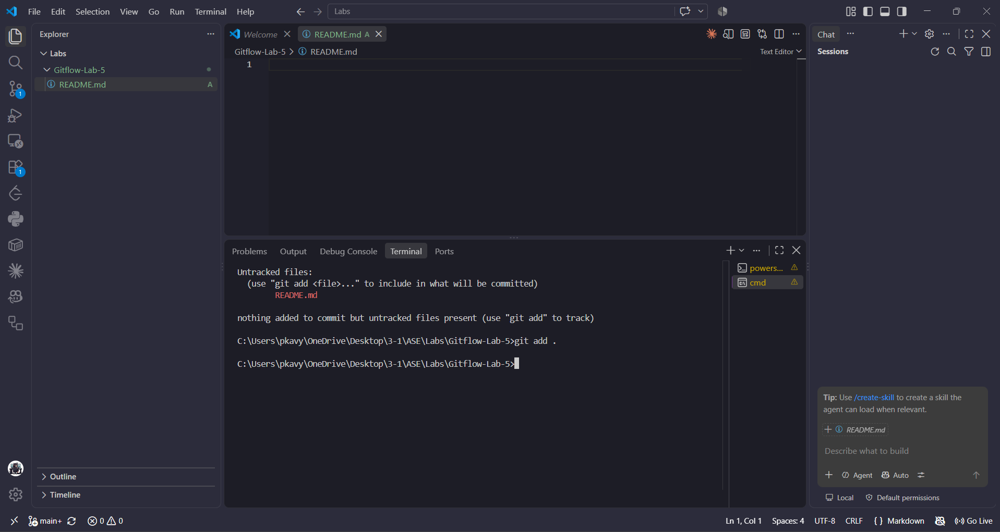 File Edit Selection View Go Run Terminal Help
Labs
Explorer
Labs
Gitflow-Lab-5
README.md A
Outline
Timeline
1
1
Welcome
README.md A
Gitflow-Lab-5 > README.md
Text Editor
1
Problems Output Debug Console Terminal Ports
Untracked files:
(use "git add <file>..." to include in what will be committed)
README.md
nothing added to commit but untracked files present (use "git add" to track)
C:\Users\pkavy\OneDrive\Desktop\3-1\ASE\Labs\Gitflow-Lab-5>git add .
C:\Users\pkavy\OneDrive\Desktop\3-1\ASE\Labs\Gitflow-Lab-5>
powers...
cmd
Chat
Sessions
Tip: Use /create-skill to create a skill the
agent can load when relevant.
README.md
Describe what to build
Agent Auto
Local Default permissions
main+ 0 0
Ln 1, Col 1 Spaces: 4 UTF-8 CRLF { } Markdown Go Live